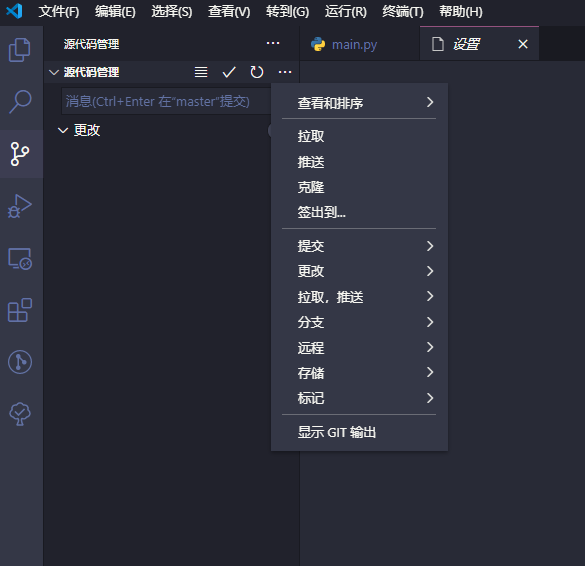 文件(F) 编辑(E) 选择(S) 查看(V) 转到(G) 运行(R) 终端(T) 帮助(H)
源代码管理 ...
main.py
设置
源代码管理 ...
消息(Ctrl+Enter 在“master”提交)
更改
查看和排序
拉取
推送
克隆
签出到...
提交
更改
拉取，推送
分支
远程
存储
标记
显示 GIT 输出